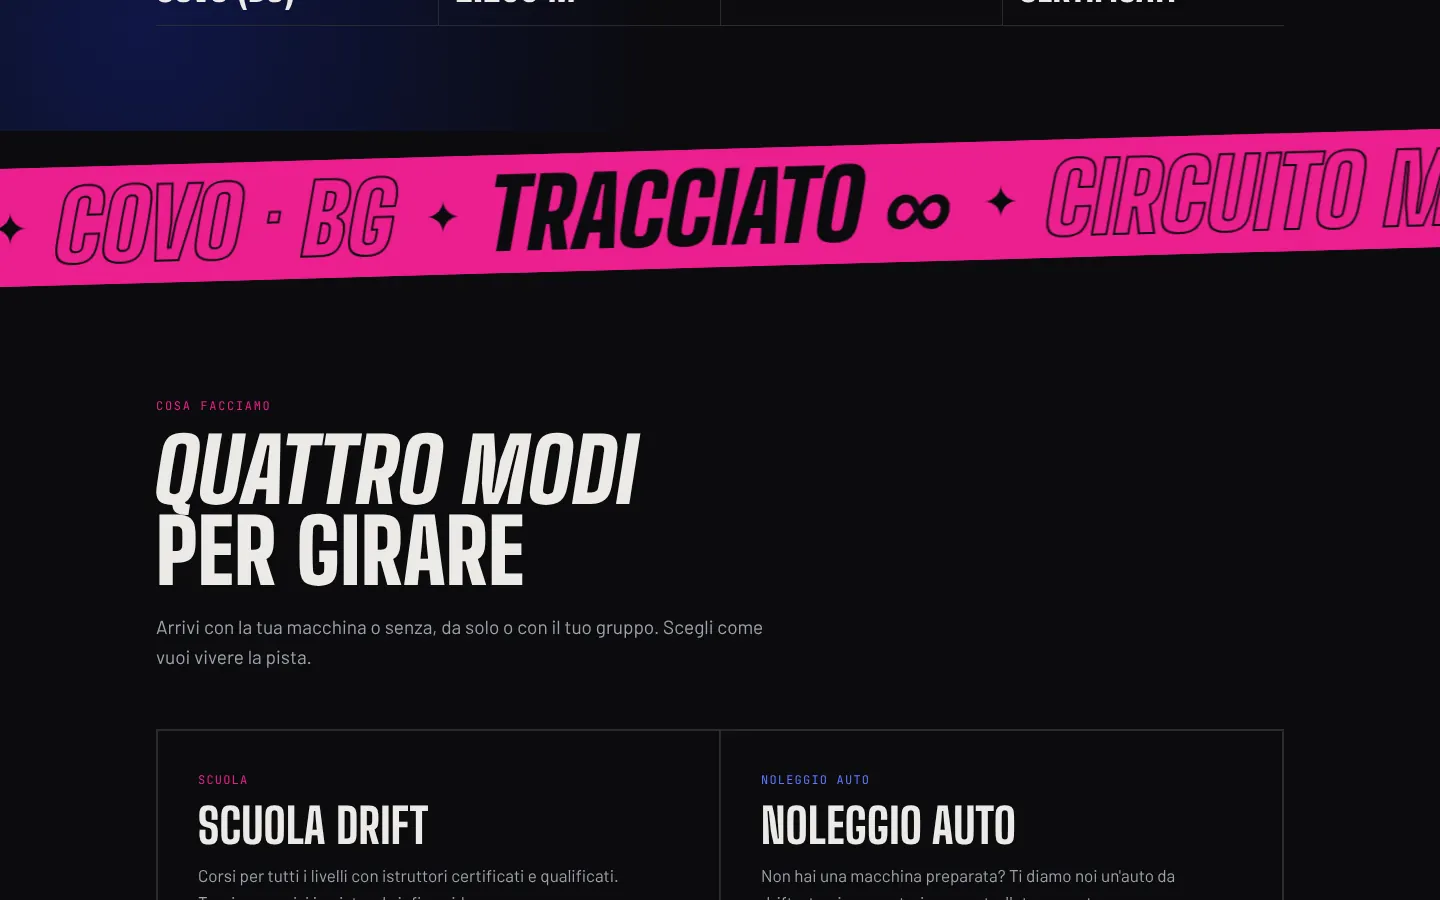 COVO (BG)
✦ COVO · BG ✦ TRACCIATO ∞ ✦ CIRCUITO
COSA FACCIAMO
QUATTRO MODI
PER GIRARE
Arrivi con la tua macchina o senza, da solo o con il tuo gruppo. Scegli come
vuoi vivere la pista.
SCUOLA
SCUOLA DRIFT
Corsi per tutti i livelli con istruttori certificati e qualificati.
NOLEGGIO AUTO
NOLEGGIO AUTO
Non hai una macchina preparata? Ti diamo noi un'auto da